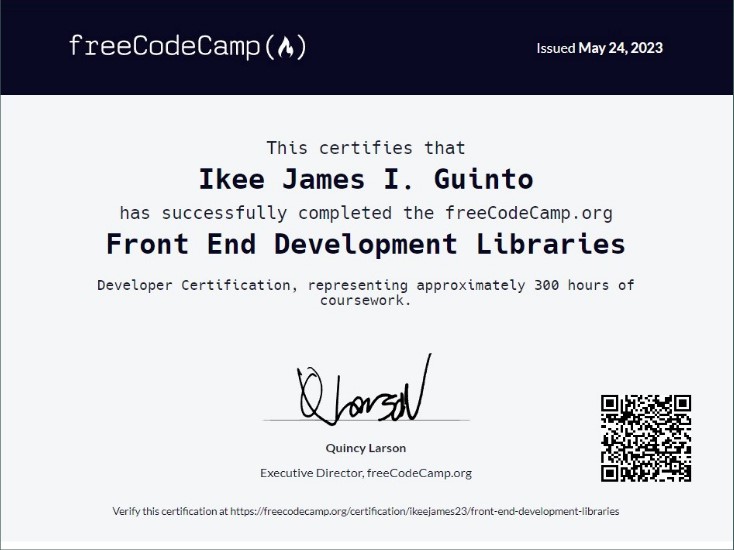 freeCodeCamp(🔥)
Issued May 24, 2023
This certifies that
Ikee James I. Guinto
has successfully completed the freeCodeCamp.org
Front End Development Libraries
Developer Certification, representing approximately 300 hours of
coursework.
Q Larson
Quincy Larson
Executive Director, freeCodeCamp.org
Verify this certification at https://freecodecamp.org/certification/ikeejames23/front-end-development-libraries